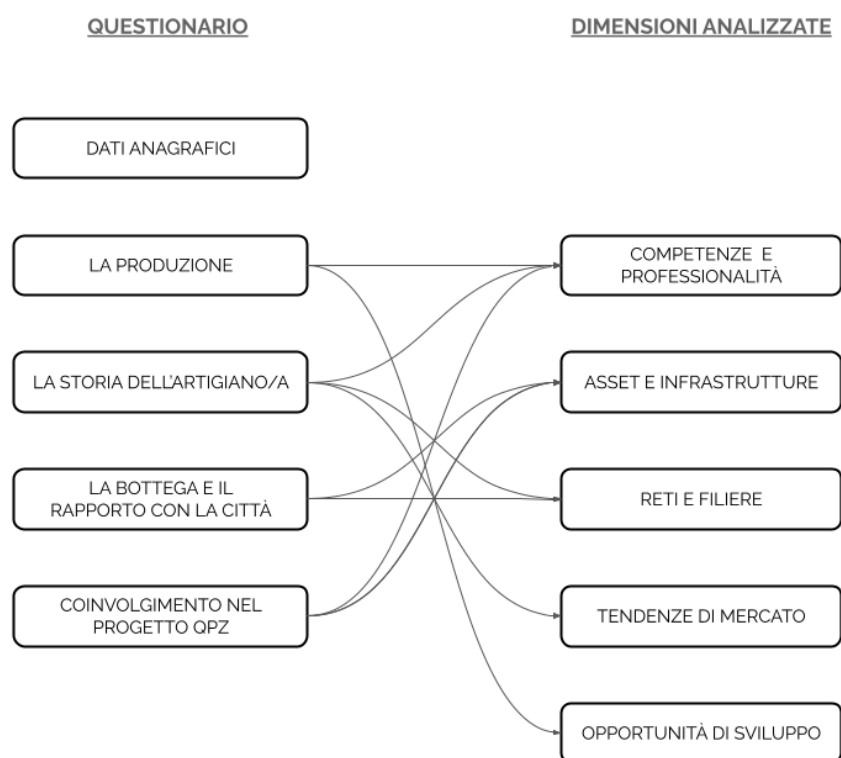 QUESTIONARIO
DIMENSIONI ANALIZZATE
DATI ANAGRAFICI
LA PRODUZIONE
COMPETENZE E
PROFESSIONALITÀ
LA STORIA DELL'ARTIGIANO/A
ASSET E INFRASTRUTTURE
LA BOTTEGA E IL
RAPPORTO CON LA CITTÀ
RETI E FILIERE
COINVOLGIMENTO NEL
PROGETTO QPZ
TENDENZE DI MERCATO
OPPORTUNITÀ DI SVILUPPO